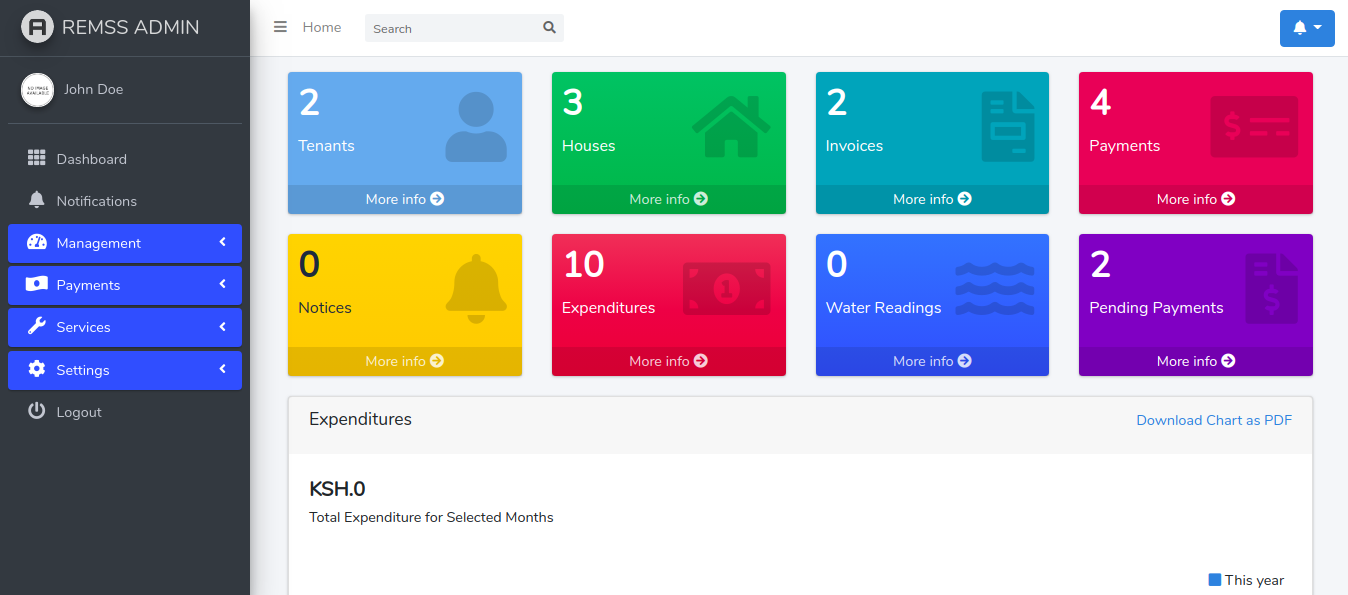 REMSS ADMIN
Home
Search
John Doe
Dashboard
Notifications
Management
Payments
Services
Settings
Logout
2
Tenants
More info
3
Houses
More info
2
Invoices
More info
4
Payments
More info
0
Notices
More info
10
Expenditures
More info
0
Water Readings
More info
2
Pending Payments
More info
Expenditures
Download Chart as PDF
KSH.0
Total Expenditure for Selected Months
This year